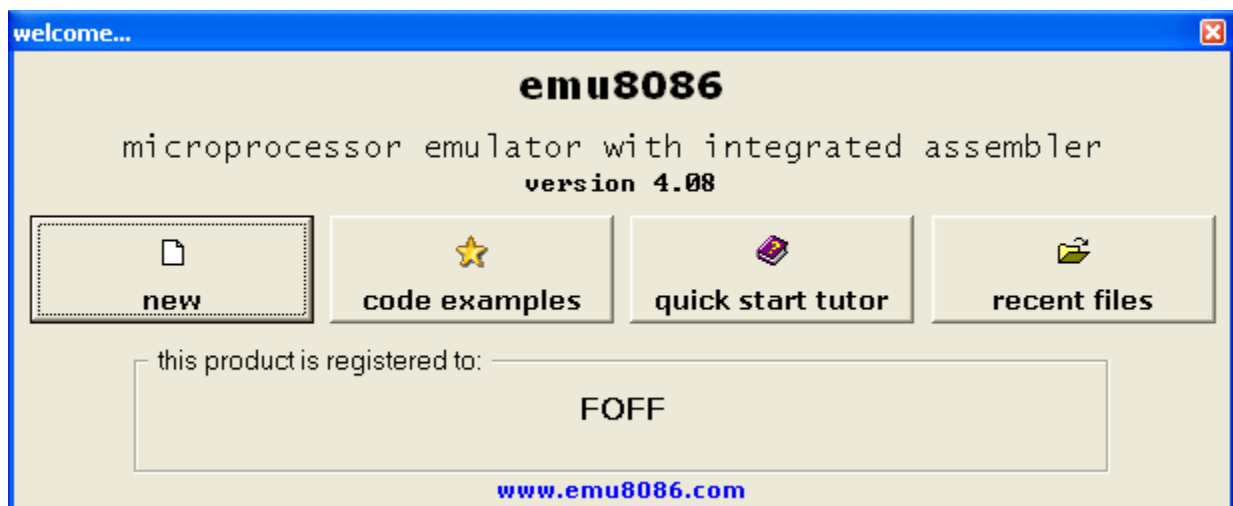 welcome...
emu8086
microprocessor emulator with integrated assembler
version 4.08
new
code examples
quick start tutor
recent files
this product is registered to:
FOFF
www.emu8086.com